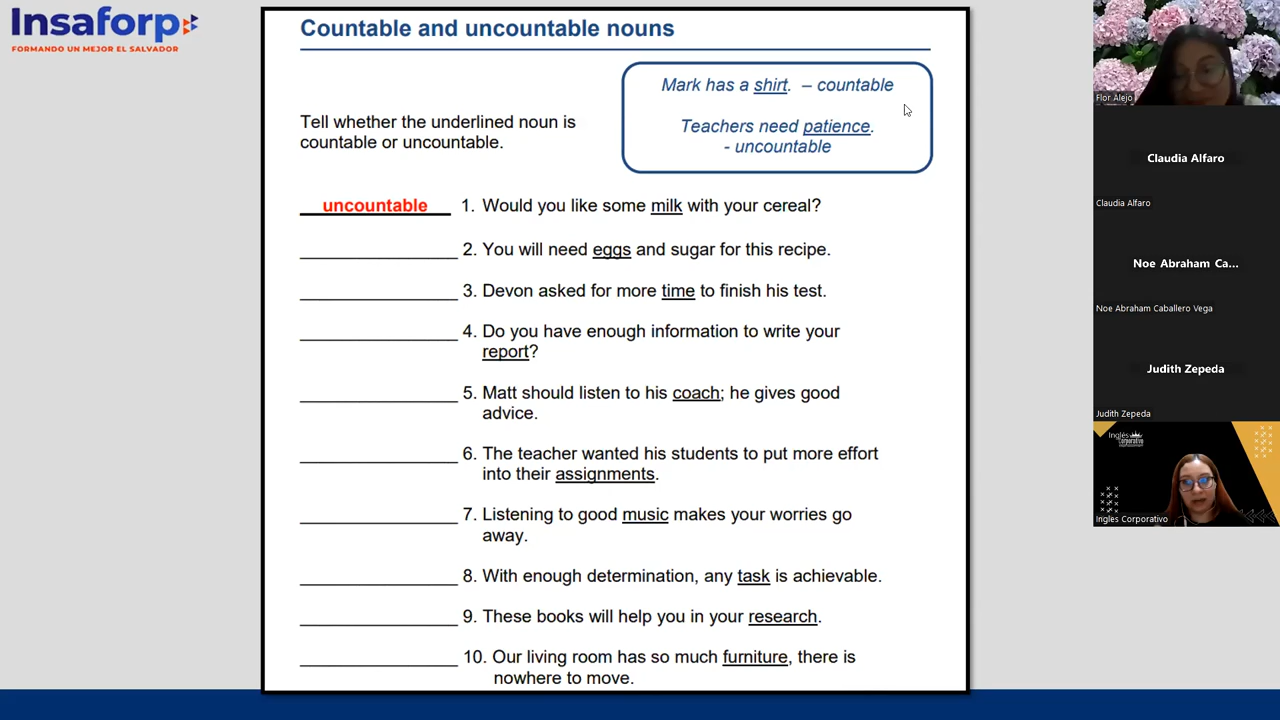 Insaforp
FORMANDO UN MEJOR EL SALVADOR
Countable and uncountable nouns
Mark has a shirt. – countable
Teachers need patience.
- uncountable
Tell whether the underlined noun is
countable or uncountable.
uncountable 1. Would you like some milk with your cereal?
2. You will need eggs and sugar for this recipe.
3. Devon asked for more time to finish his test.
4. Do you have enough information to write your
report?
5. Matt should listen to his coach; he gives good
advice.
6. The teacher wanted his students to put more effort
into their assignments.
7. Listening to good music makes your worries go
away.
8. With enough determination, any task is achievable.
9. These books will help you in your research.
10. Our living room has so much furniture, there is
nowhere to move.
Flor Alejo
Claudia Alfaro
Claudia Alfaro
Noe Abraham Ca...
Noe Abraham Caballero Vega
Judith Zepeda
Judith Zepeda
Inglés
Corporativo
Ingles Corporativo